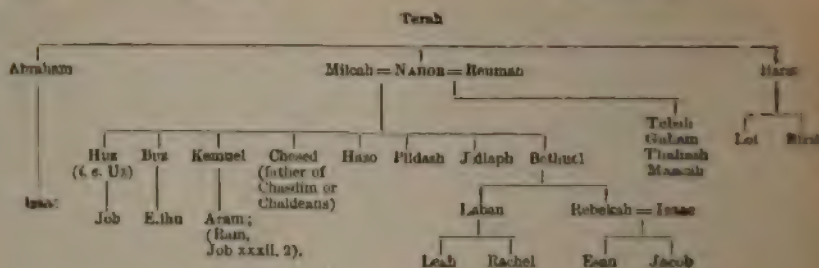 Terah
Abraham Milcah = NAHOR = Reuman Haran
Tebah
Gaham
Thahash
Maacah
Lot
Huz Buz Kemuel Chesed Hazo Pildash Jidlaph Bethuel
(i. e. Uz) (father of
Chasdim or
Chaldeans)
Isaac
Job Elihu Aram;
(Ram,
Job xxxii, 2).
Laban Rebekah = Isaac
Leah Rachel Esau Jacob